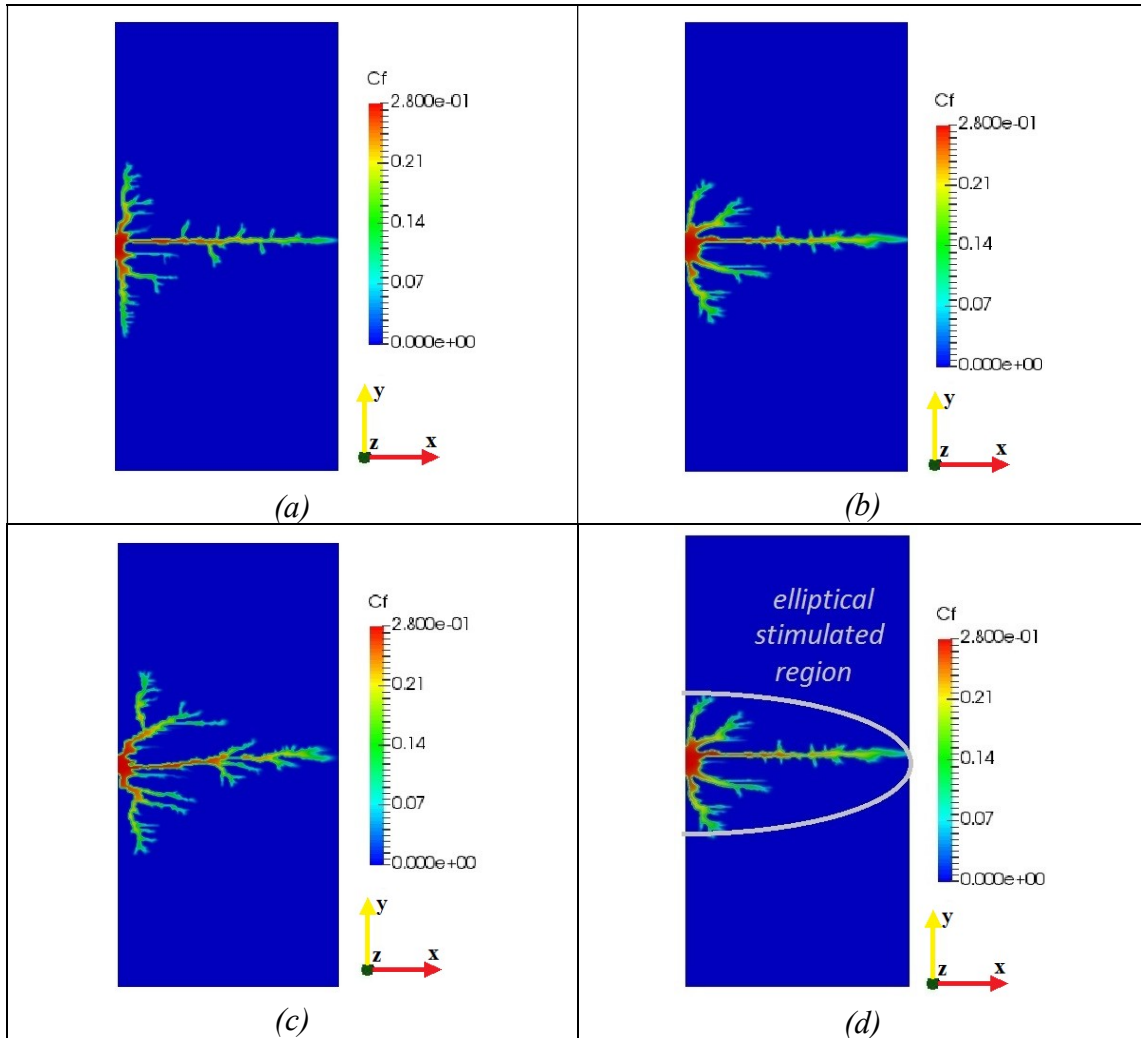 Cf
2.800e-01
0.21
0.14
0.07
0.000e+00
y
z
x
(a)
Cf
2.800e-01
0.21
0.14
0.07
0.000e+00
y
z
x
(b)
Cf
2.800e-01
0.21
0.14
0.07
0.000e+00
y
z
x
(c)
elliptical
stimulated
region
Cf
2.800e-01
0.21
0.14
0.07
0.000e+00
y
z
x
(d)